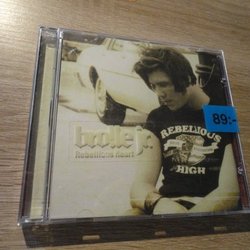 brolle jr.
Rebellious Heart
89:-
REBELLIOUS
HIGH